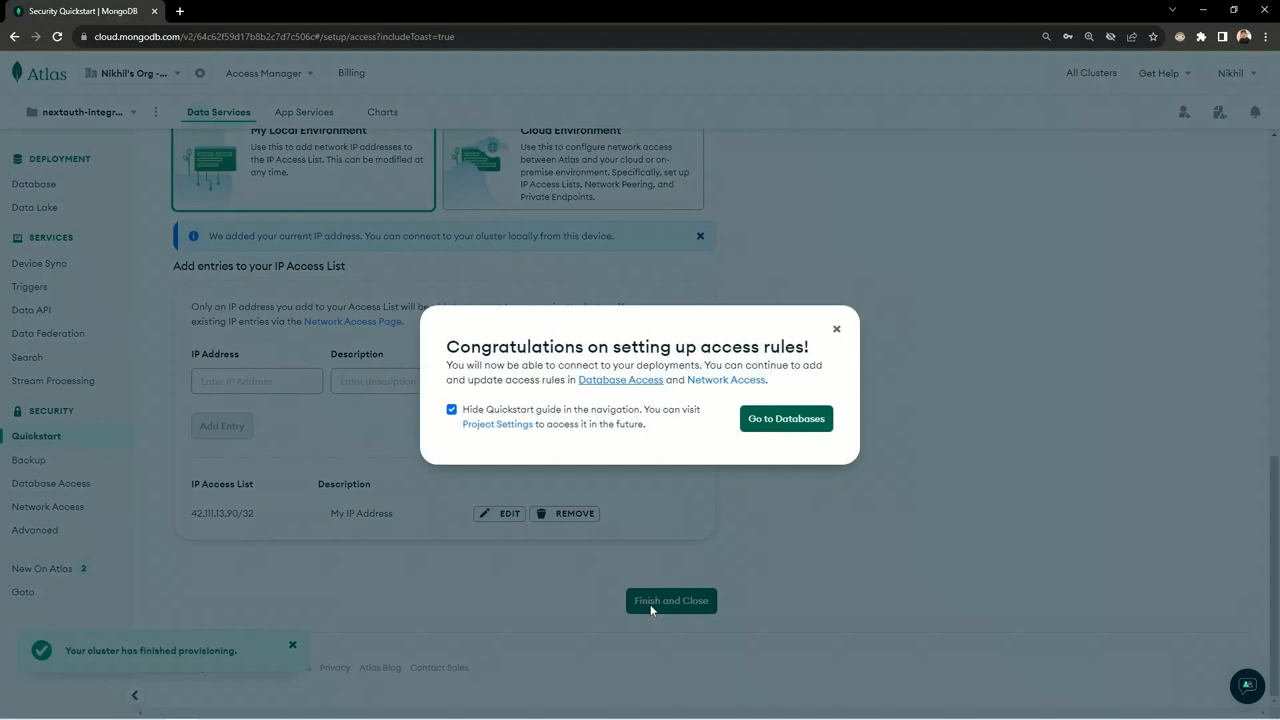 Security Quickstart | MongoDB
cloud.mongodb.com/v2/64c62f59d17b8b2c7d7c506c#/setup/access?includeToast=true
Atlas
Nikhil's Org -...
Access Manager
Billing
All Clusters
Get Help
Nikhil
nextauth-integr...
Data Services
App Services
Charts
DEPLOYMENT
Database
Data Lake
SERVICES
Device Sync
Triggers
Data API
Data Federation
Search
Stream Processing
SECURITY
Quickstart
Backup
Database Access
Network Access
Advanced
New On Atlas 2
Goto
My Local Environment
Use this to add network IP addresses to
the IP Access List. This can be modified at
any time.
Cloud Environment
Use this to configure network access
between Atlas and your cloud or on-
premise environment. Specifically, set up
IP Access Lists, Network Peering, and
Private Endpoints.
We added your current IP address. You can connect to your cluster locally from this device.
Add entries to your IP Access List
Only an IP address you add to your Access List will be
existing IP entries via the Network Access Page.
IP Address
Description
Enter IP Address
Enter description
Add Entry
Congratulations on setting up access rules!
You will now be able to connect to your deployments. You can continue to add
and update access rules in Database Access and Network Access.
Hide Quickstart guide in the navigation. You can visit
Project Settings to access it in the future.
Go to Databases
IP Access List
Description
42.111.13.90/32
My IP Address
EDIT
REMOVE
Finish and Close
Your cluster has finished provisioning.
Privacy
Atlas Blog
Contact Sales